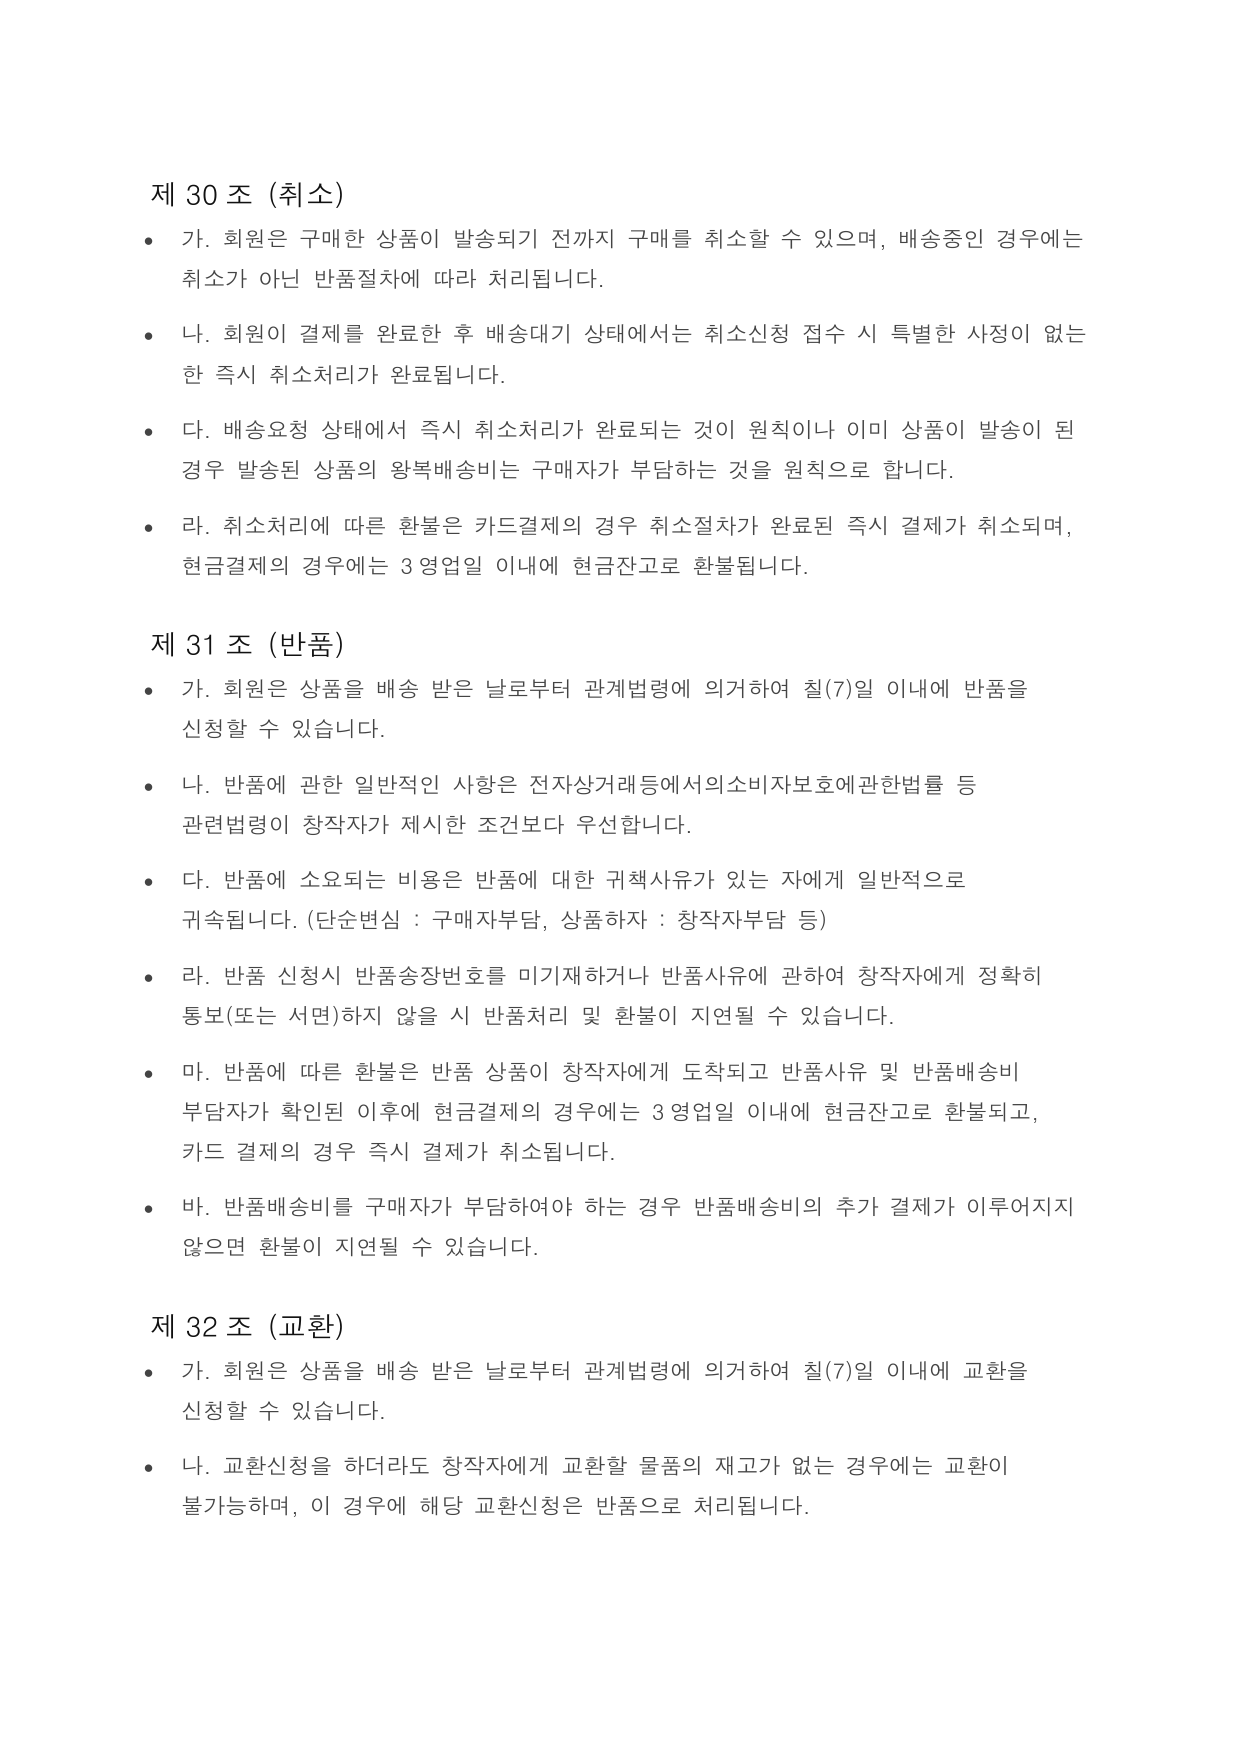 제 30 조 (취소)
• 가. 회원은 구매한 상품이 발송되기 전까지 구매를 취소할 수 있으며, 배송중인 경우에는
취소가 아닌 반품절차에 따라 처리됩니다.
• 나. 회원이 결제를 완료한 후 배송대기 상태에서는 취소신청 접수 시 특별한 사정이 없는
한 즉시 취소처리가 완료됩니다.
• 다. 배송요청 상태에서 즉시 취소처리가 완료되는 것이 원칙이나 이미 상품이 발송이 된
경우 발송된 상품의 왕복배송비는 구매자가 부담하는 것을 원칙으로 합니다.
• 라. 취소처리에 따른 환불은 카드결제의 경우 취소절차가 완료된 즉시 결제가 취소되며,
현금결제의 경우에는 3 영업일 이내에 현금잔고로 환불됩니다.
제 31 조 (반품)
• 가. 회원은 상품을 배송 받은 날로부터 관계법령에 의거하여 칠(7)일 이내에 반품을
신청할 수 있습니다.
• 나. 반품에 관한 일반적인 사항은 전자상거래등에서의소비자보호에관한법률 등
관련법령이 창작자가 제시한 조건보다 우선합니다.
• 다. 반품에 소요되는 비용은 반품에 대한 귀책사유가 있는 자에게 일반적으로
귀속됩니다. (단순변심 : 구매자부담, 상품하자 : 창작자부담 등)
• 라. 반품 신청시 반품송장번호를 미기재하거나 반품사유에 관하여 창작자에게 정확히
통보(또는 서면)하지 않을 시 반품처리 및 환불이 지연될 수 있습니다.
• 마. 반품에 따른 환불은 반품 상품이 창작자에게 도착되고 반품사유 및 반품배송비
부담자가 확인된 이후에 현금결제의 경우에는 3 영업일 이내에 현금잔고로 환불되고,
카드 결제의 경우 즉시 결제가 취소됩니다.
• 바. 반품배송비를 구매자가 부담하여야 하는 경우 반품배송비의 추가 결제가 이루어지지
않으면 환불이 지연될 수 있습니다.
제 32 조 (교환)
• 가. 회원은 상품을 배송 받은 날로부터 관계법령에 의거하여 칠(7)일 이내에 교환을
신청할 수 있습니다.
• 나. 교환신청을 하더라도 창작자에게 교환할 물품의 재고가 없는 경우에는 교환이
불가능하며, 이 경우에 해당 교환신청은 반품으로 처리됩니다.